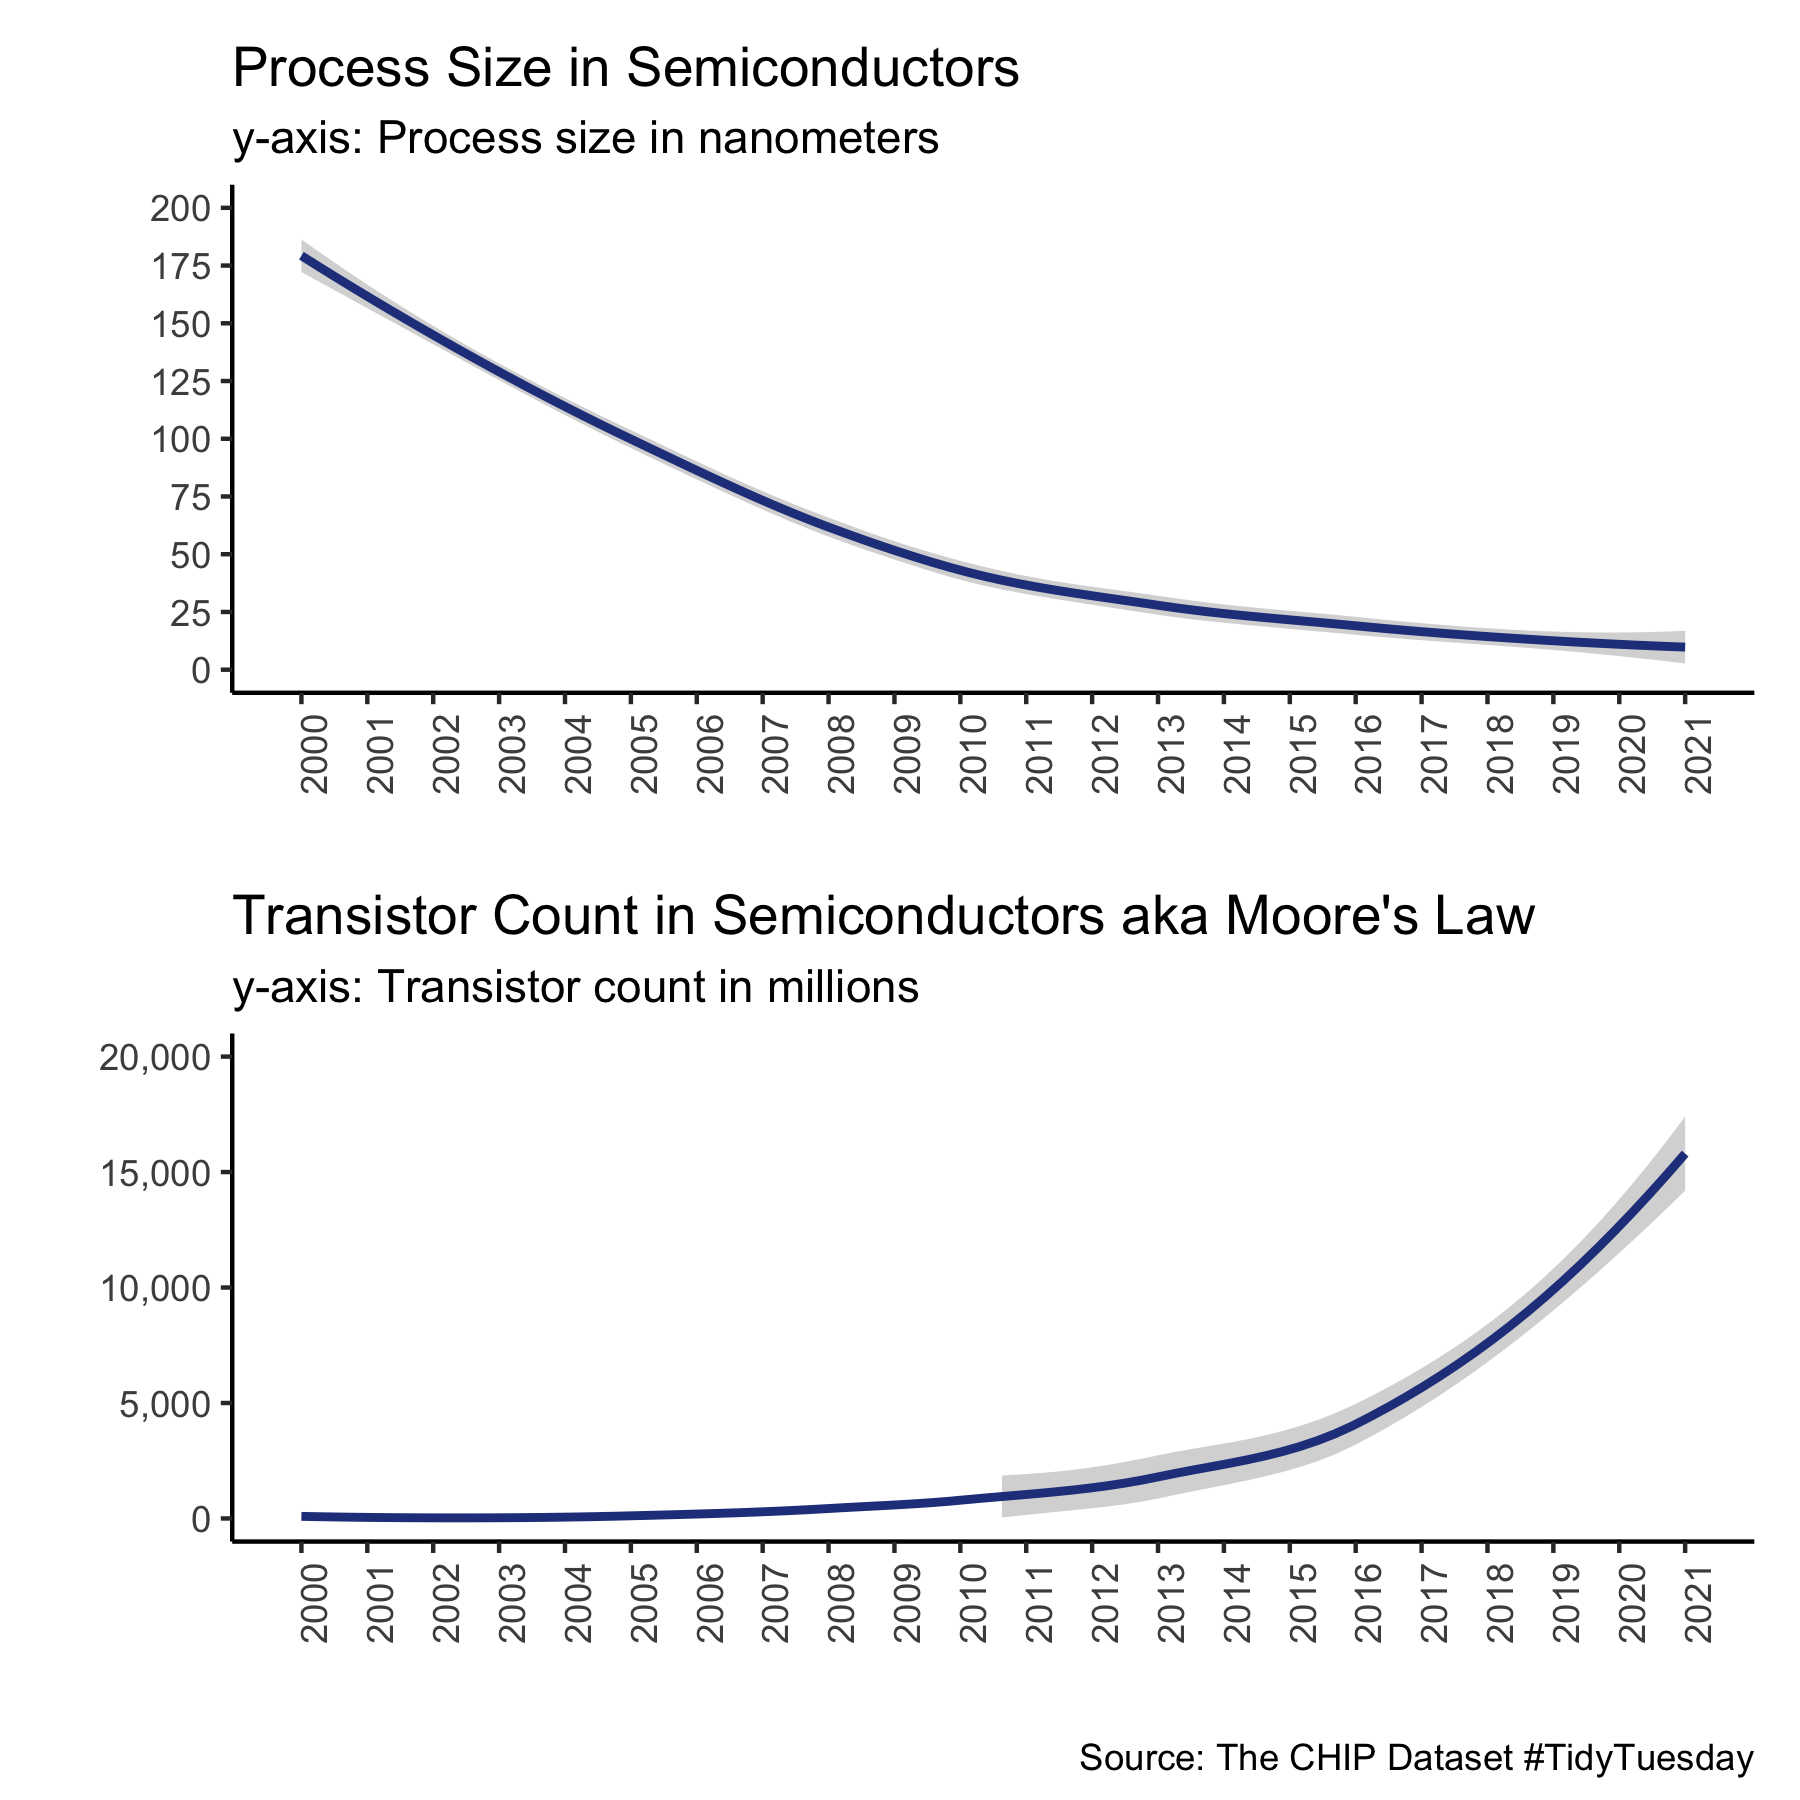 Process Size in Semiconductors
y-axis: Process size in nanometers
200
175
150
125
100
75
50
25
0
2000 2001 2002 2003 2004 2005 2006 2007 2008 2009 2010 2011 2012 2013 2014 2015 2016 2017 2018 2019 2020 2021
Transistor Count in Semiconductors aka Moore's Law
y-axis: Transistor count in millions
20,000
15,000
10,000
5,000
0
2000 2001 2002 2003 2004 2005 2006 2007 2008 2009 2010 2011 2012 2013 2014 2015 2016 2017 2018 2019 2020 2021
Source: The CHIP Dataset #TidyTuesday